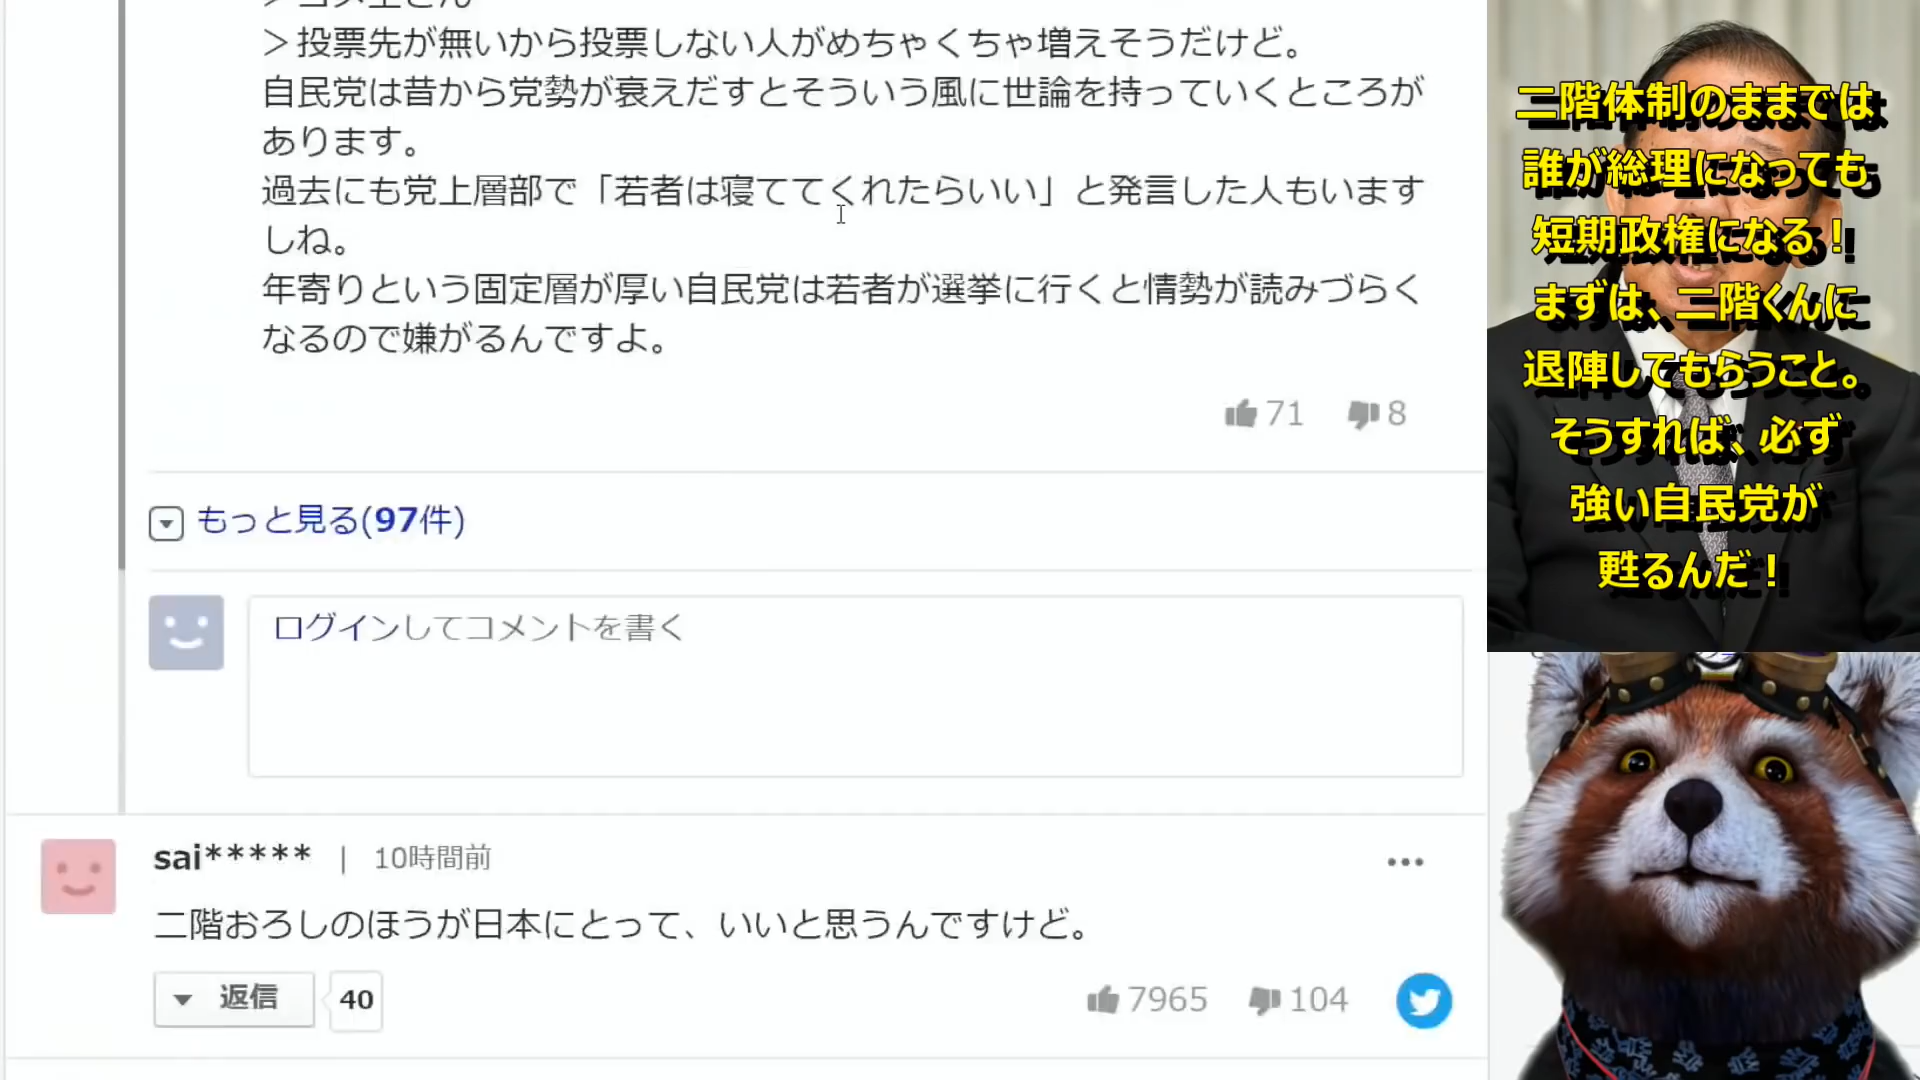 ＞投票先が無いから投票しない人がめちゃくちゃ増えそうだけど。
自民党は昔から党勢が衰えだすとそういう風に世論を持っていくところが
あります。
過去にも党上層部で「若者は寝ててくれたらいい」と発言した人もいます
しね。
年寄りという固定層が厚い自民党は若者が選挙に行くと情勢が読みづらく
なるので嫌がるんですよ。
71 8
もっと見る(97件)
ログインしてコメントを書く
sai***** | 10時間前
二階おろしのほうが日本にとって、いいと思うんですけど。
返信 40
7965 104
二階体制のままでは
誰が総理になっても
短期政権になる！
まずは、二階くんに
退陣してもらうこと。
そうすれば、必ず
強い自民党が
甦るんだ！